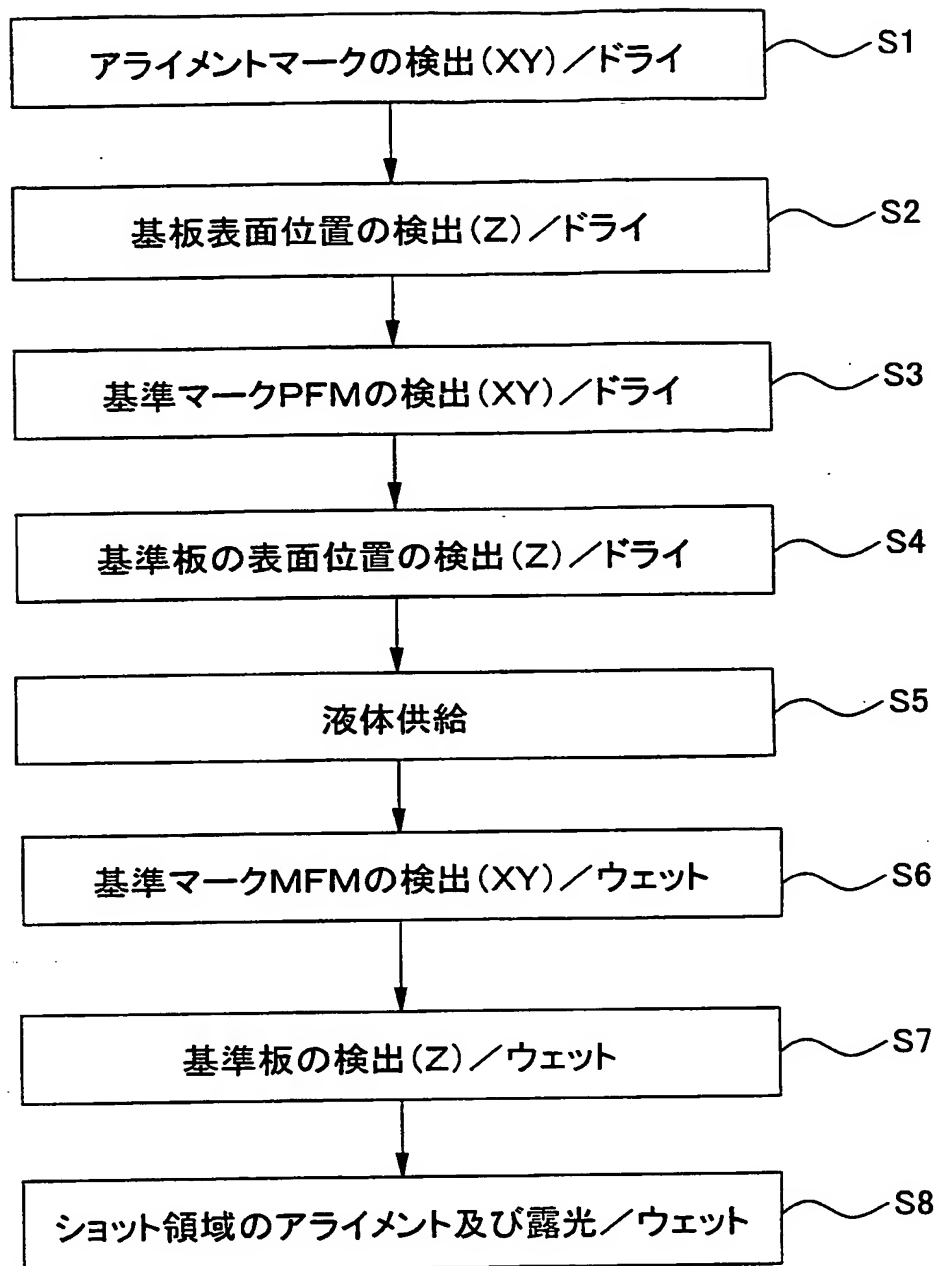 アライメントマークの検出(XY)／ドライ
S1
基板表面位置の検出(Z)／ドライ
S2
基準マークPFMの検出(XY)／ドライ
S3
基準板の表面位置の検出(Z)／ドライ
S4
液体供給
S5
基準マークMFMの検出(XY)／ウェット
S6
基準板の検出(Z)／ウェット
S7
ショット領域のアライメント及び露光／ウェット
S8